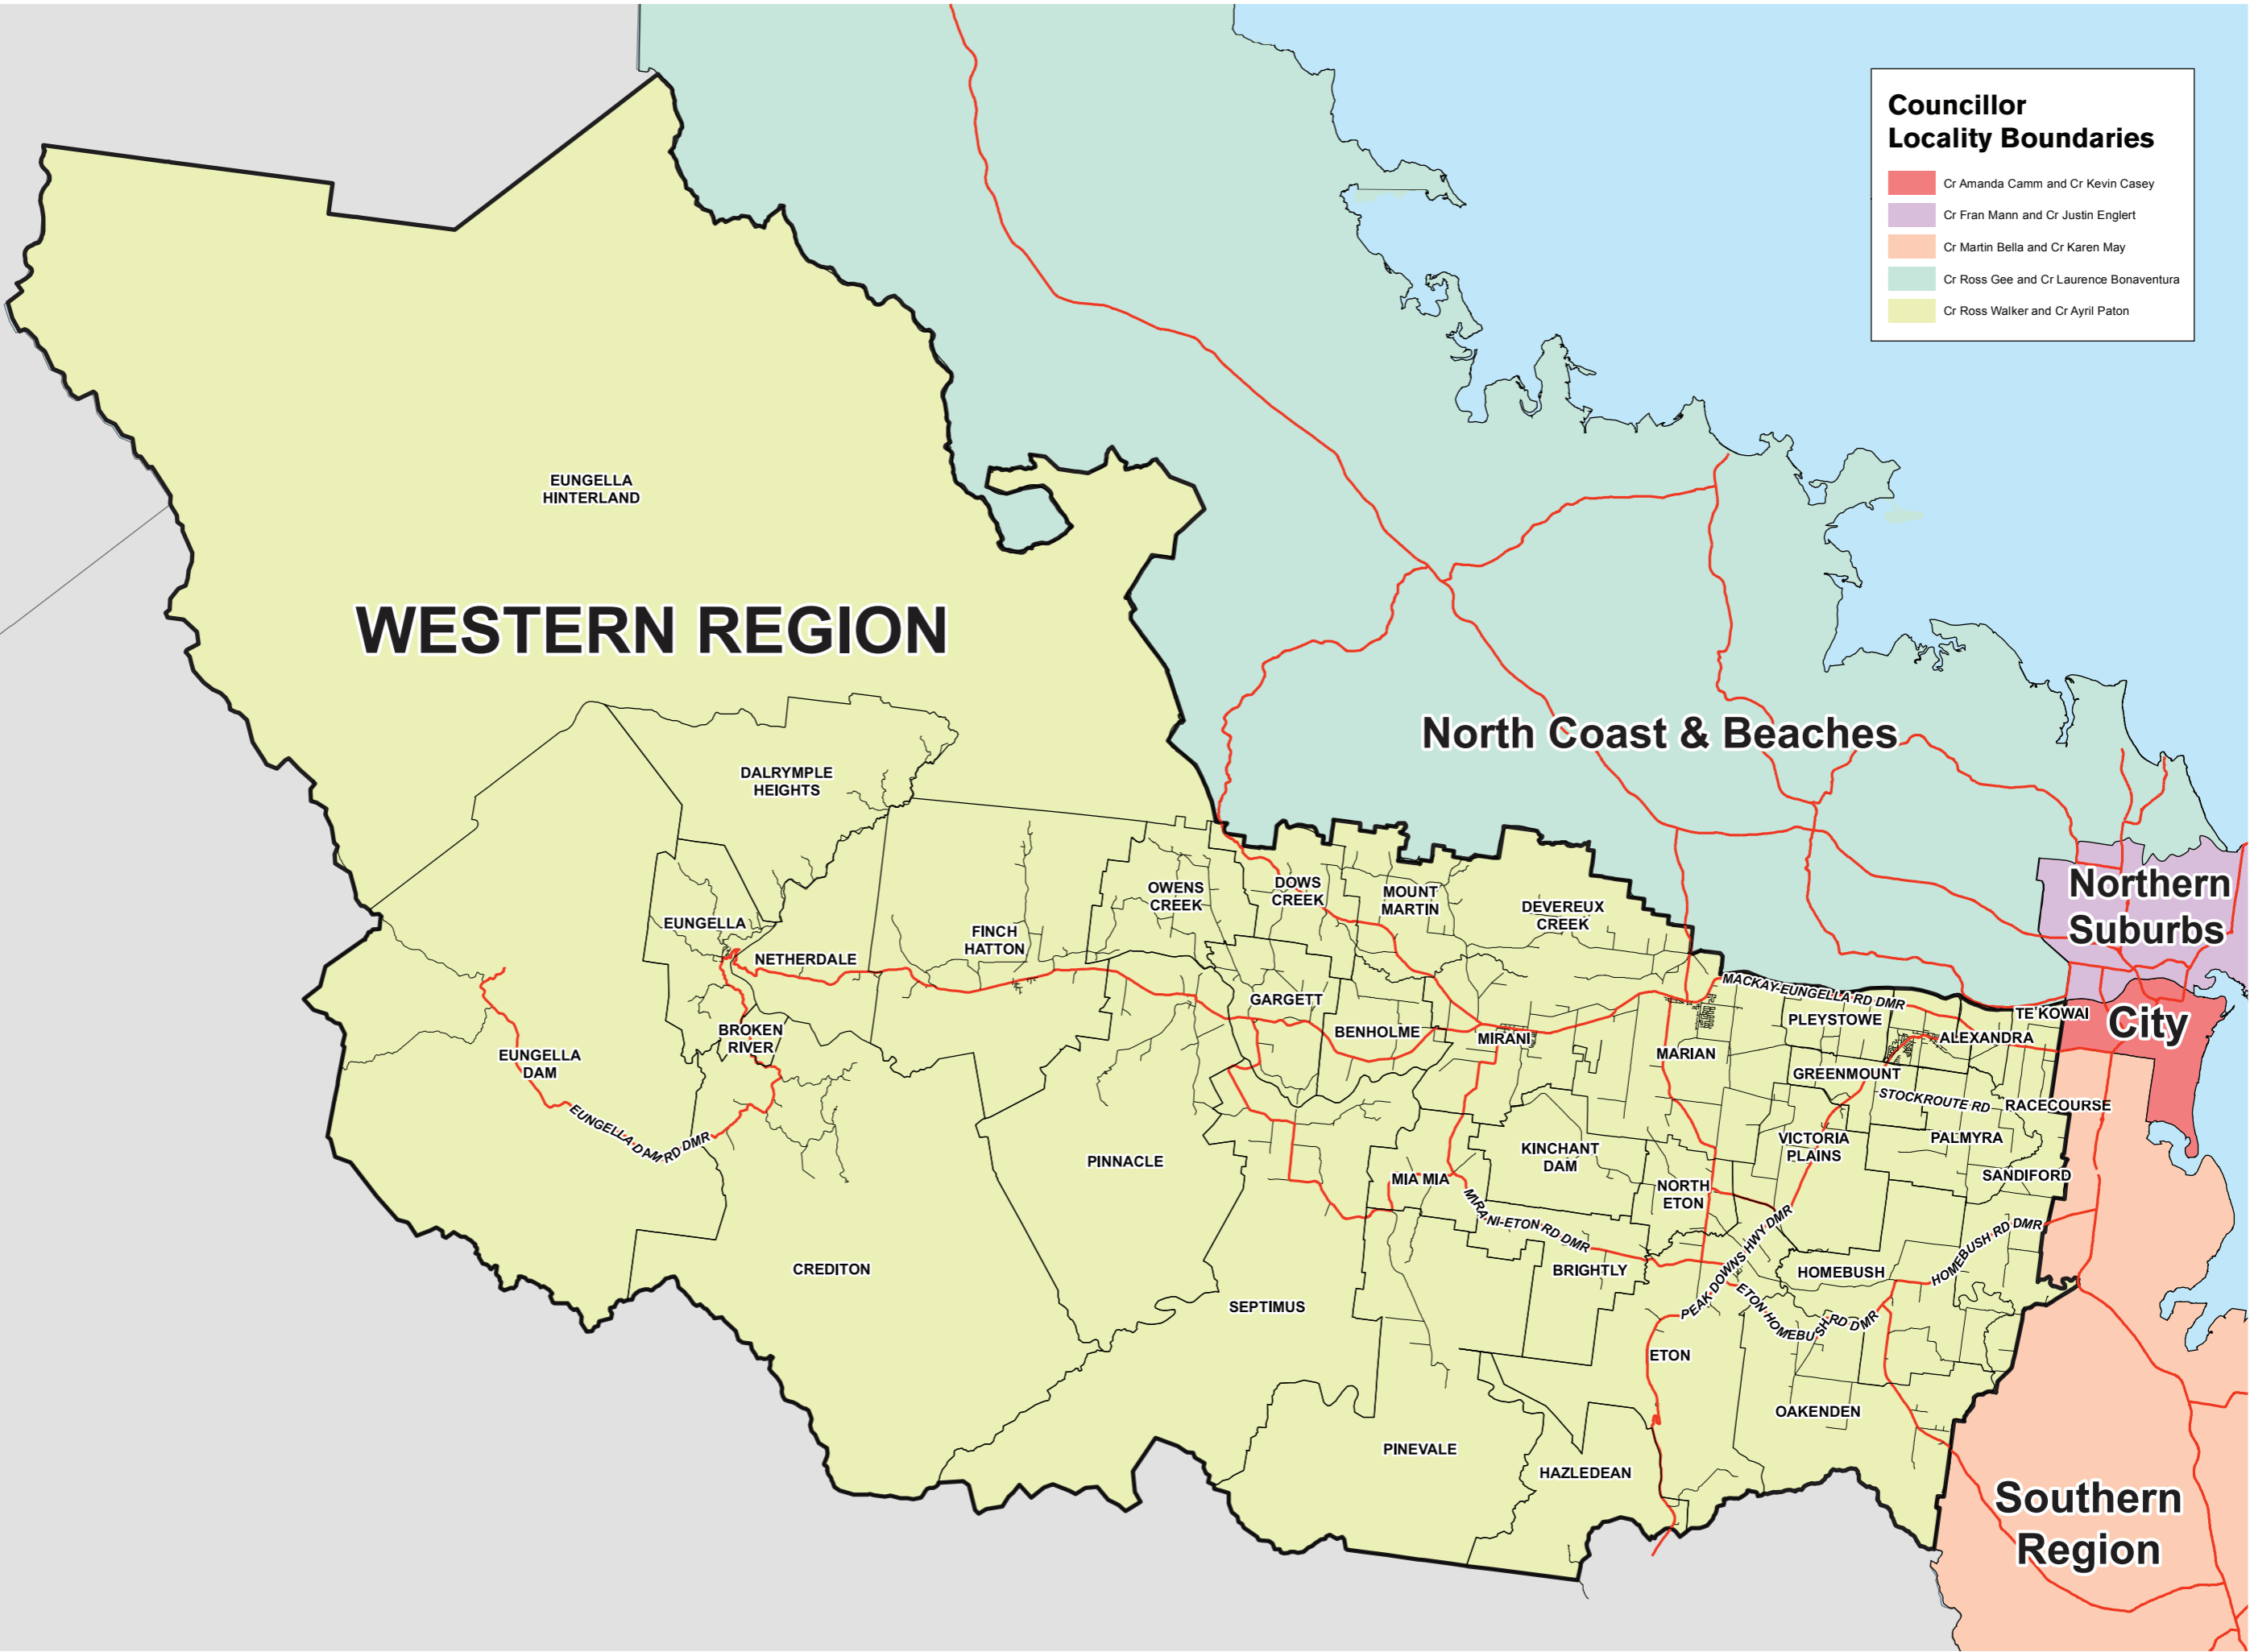 Councillor
Locality Boundaries
Cr Amanda Camm and Cr Kevin Casey
Cr Fran Mann and Cr Justin Englert
Cr Martin Bella and Cr Karen May
Cr Ross Gee and Cr Laurence Bonaventura
Cr Ross Walker and Cr Ayril Paton
EUNGELLA
HINTERLAND
WESTERN REGION
North Coast & Beaches
DALRYMPLE
HEIGHTS
Northern
Suburbs
OWENS
CREEK
DOWS
CREEK
MOUNT
MARTIN
DEVEREUX
CREEK
EUNGELLA
FINCH
HATTON
NETHERDALE
GARGETT
MACKAY-EUNGELLA RD DMR
BROKEN
RIVER
BENHOLME
MIRANI
PLEYSTOWE
TE KOWAI
City
ALEXANDRA
EUNGELLA
DAM
MARIAN
GREENMOUNT
STOCKROUTE RD
RACECOURSE
EUNGELLA DAM RD DMR
PINNACLE
KINCHANT
DAM
VICTORIA
PLAINS
PALMYRA
MIA MIA
SANDIFORD
NORTH
ETON
MIRANI-ETON RD DMR
PEAK DOWNS HWY DMR
HOMEBUSH RD DMR
CREDITON
BRIGHTLY
HOMEBUSH
SEPTIMUS
ETON HOMEBUSH RD DMR
ETON
OAKENDEN
PINEVALE
HAZLEDEAN
Southern
Region